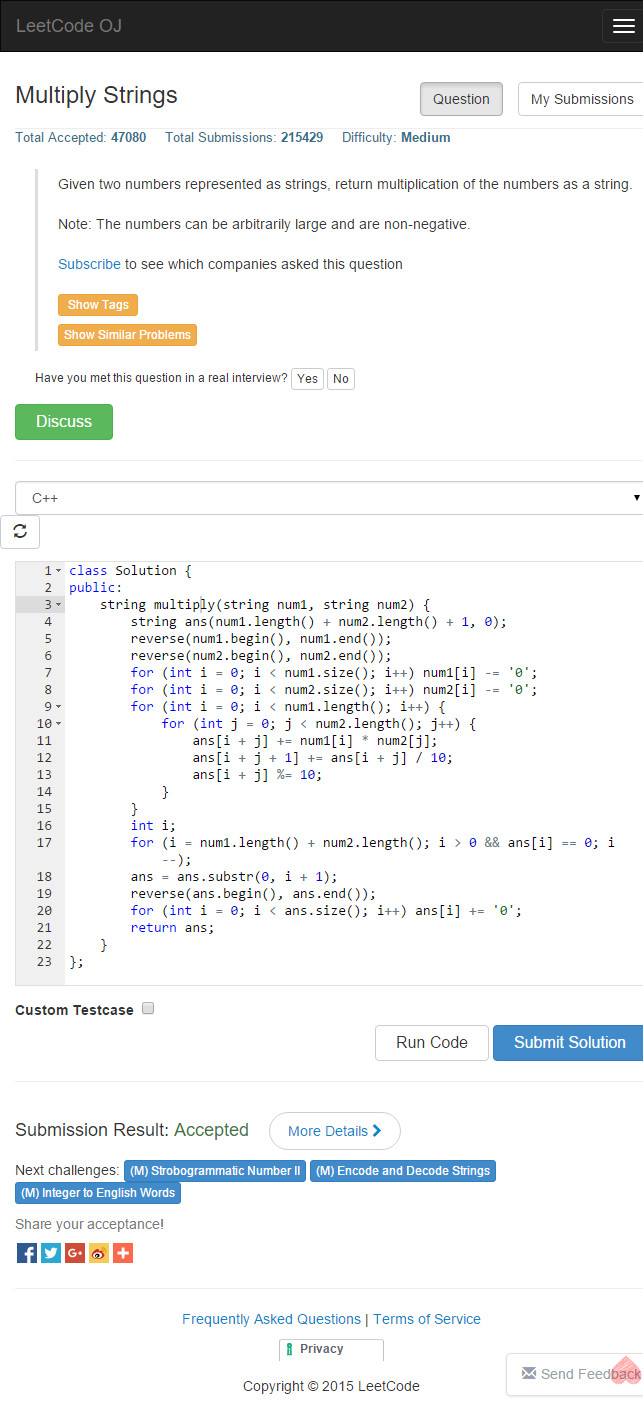 LeetCode OJ
Multiply Strings
Question
My Submissions
Total Accepted: 47080 Total Submissions: 215429 Difficulty: Medium
Given two numbers represented as strings, return multiplication of the numbers as a string.
Note: The numbers can be arbitrarily large and are non-negative.
Subscribe to see which companies asked this question
Show Tags
Show Similar Problems
Have you met this question in a real interview? Yes No
Discuss
C++
1 class Solution {
2 public:
3 string multiply(string num1, string num2) {
4 string ans(num1.length() + num2.length() + 1, 0);
5 reverse(num1.begin(), num1.end());
6 reverse(num2.begin(), num2.end());
7 for (int i = 0; i < num1.size(); i++) num1[i] -= '0';
8 for (int i = 0; i < num2.size(); i++) num2[i] -= '0';
9 for (int i = 0; i < num1.length(); i++) {
10 for (int j = 0; j < num2.length(); j++) {
11 ans[i + j] += num1[i] * num2[j];
12 ans[i + j + 1] += ans[i + j] / 10;
13 ans[i + j] %= 10;
14 }
15 }
16 int i;
17 for (i = num1.length() + num2.length(); i > 0 && ans[i] == 0; i
--);
18 ans = ans.substr(0, i + 1);
19 reverse(ans.begin(), ans.end());
20 for (int i = 0; i < ans.size(); i++) ans[i] += '0';
21 return ans;
22 }
23 };
Custom Testcase
Run Code
Submit Solution
Submission Result: Accepted
More Details
Next challenges: (M) Strobogrammatic Number II (M) Encode and Decode Strings
(M) Integer to English Words
Share your acceptance!
Frequently Asked Questions | Terms of Service
Privacy
Send Feedback
Copyright © 2015 LeetCode